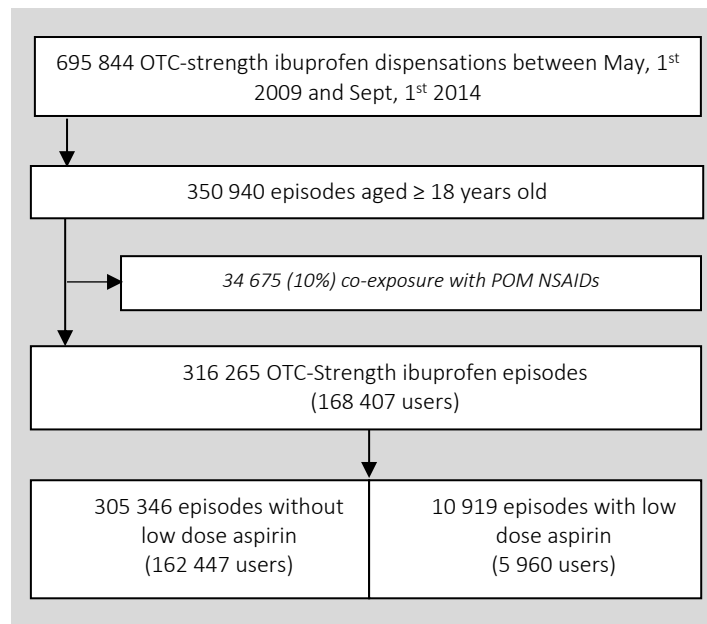 695 844 OTC-strength ibuprofen dispensations between May, 1st
2009 and Sept, 1st 2014
350 940 episodes aged ≥ 18 years old
34 675 (10%) co-exposure with POM NSAIDs
316 265 OTC-Strength ibuprofen episodes
(168 407 users)
305 346 episodes without
low dose aspirin
(162 447 users)
10 919 episodes with low
dose aspirin
(5 960 users)